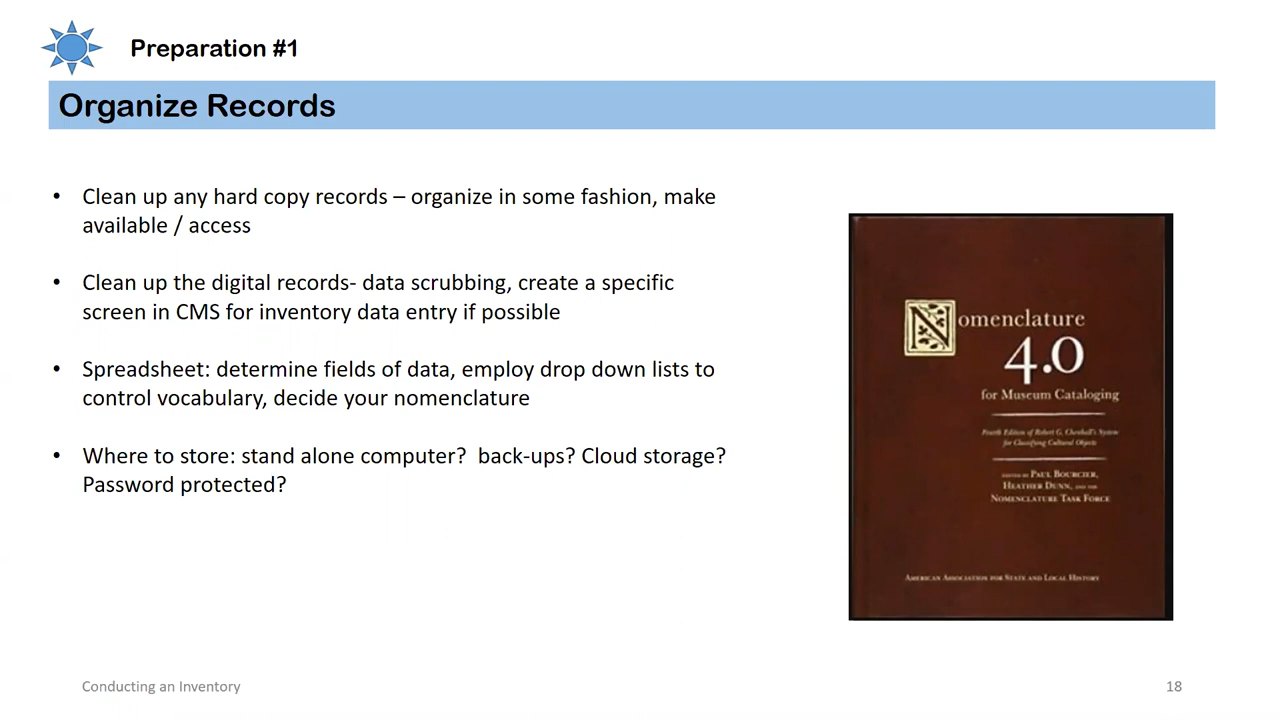 Preparation #1
Organize Records
• Clean up any hard copy records – organize in some fashion, make
available / access
• Clean up the digital records- data scrubbing, create a specific
screen in CMS for inventory data entry if possible
• Spreadsheet: determine fields of data, employ drop down lists to
control vocabulary, decide your nomenclature
• Where to store: stand alone computer?  back-ups? Cloud storage?
Password protected?
Nomenclature
4.0
for Museum Cataloging
Fourth Edition of Robert G. Chenhall's System
for Classifying Cultural Objects
EDITED BY PAUL BOURCIER,
HEATHER DUNN, AND THE
NOMENCLATURE TASK FORCE
AMERICAN ASSOCIATION FOR STATE AND LOCAL HISTORY
Conducting an Inventory
18